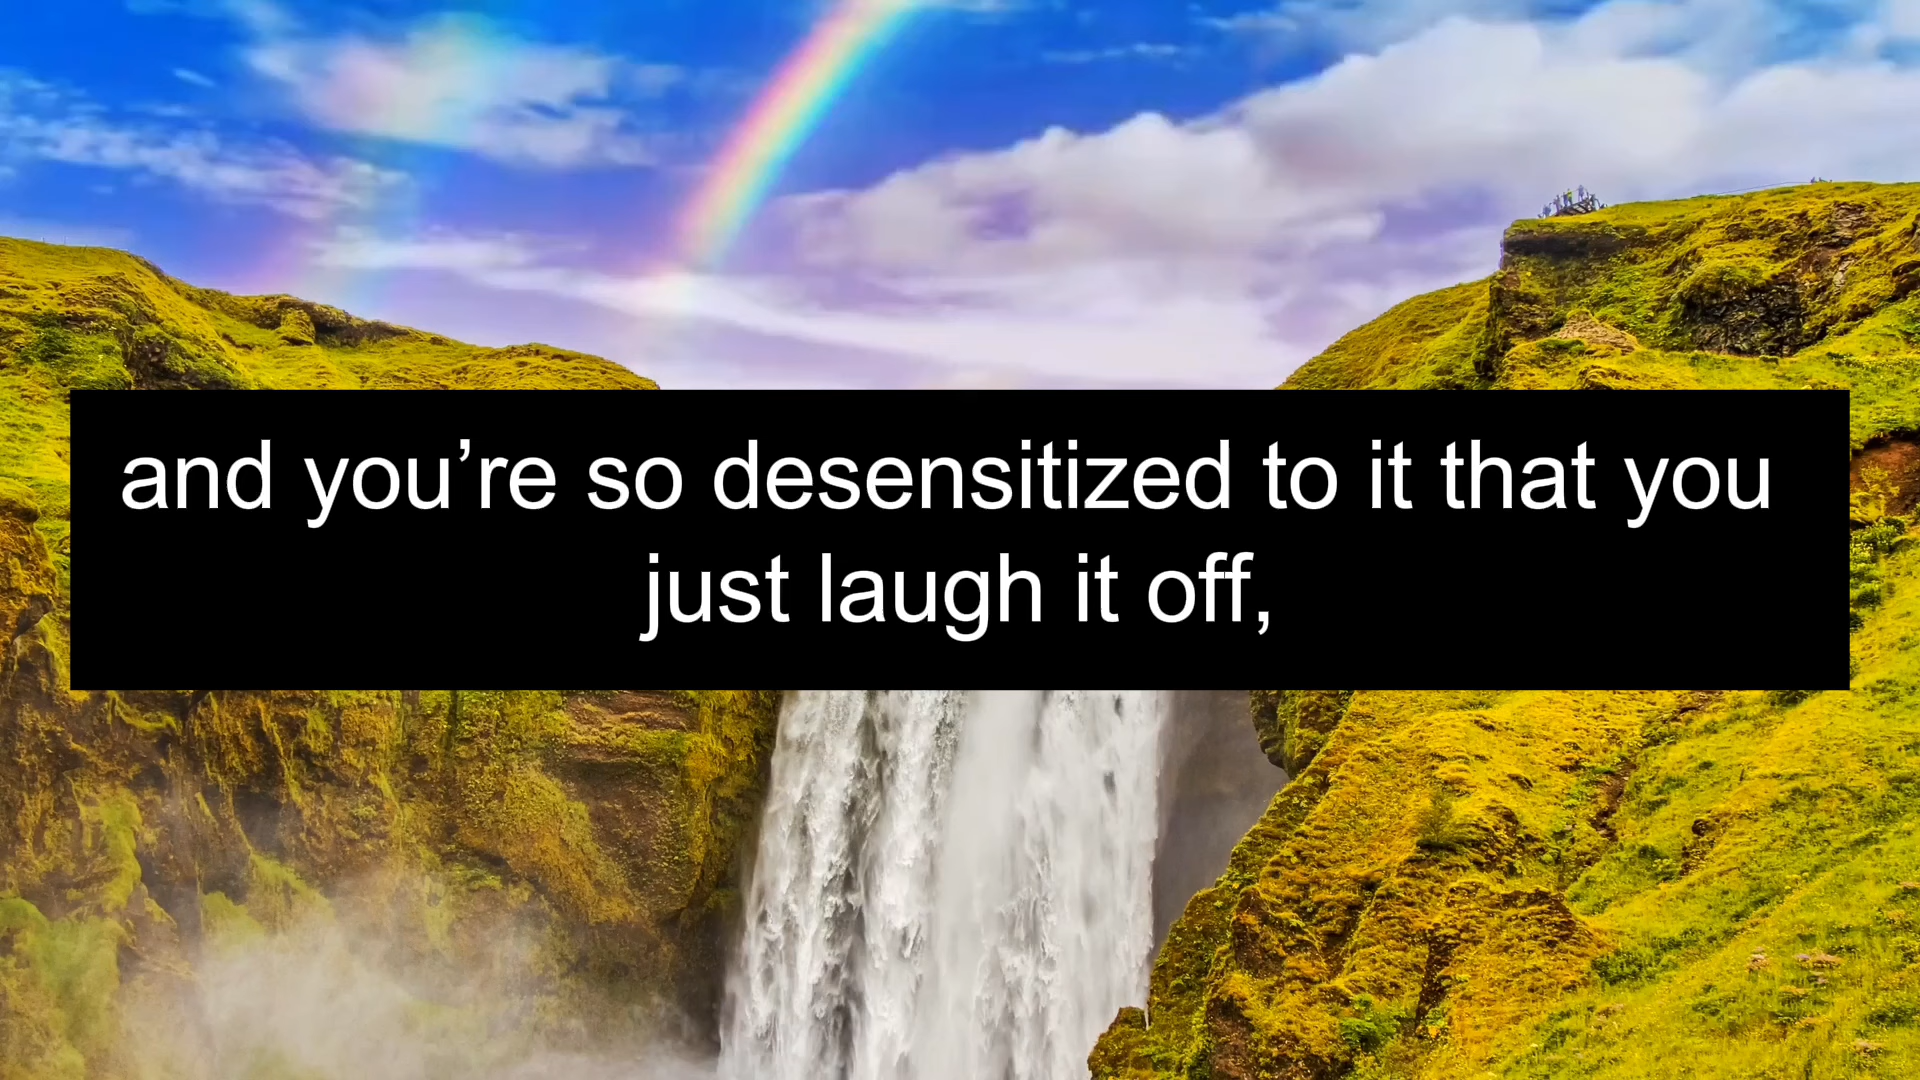 and you’re so desensitized to it that you
just laugh it off,